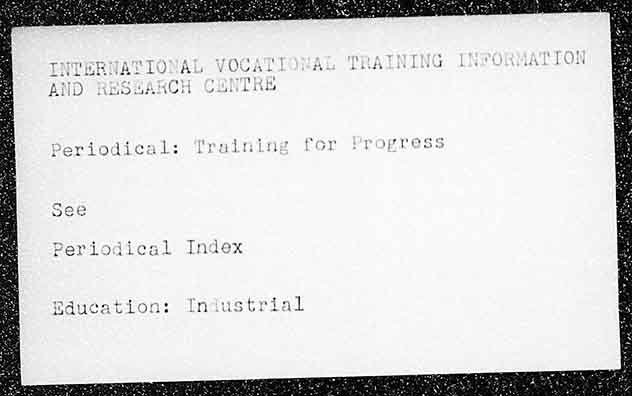 INTERNATIONAL VOCATIONAL TRAINING INFORMATION
AND RESEARCH CENTRE
Periodical: Training for Progress
See
Periodical Index
Education: Industrial